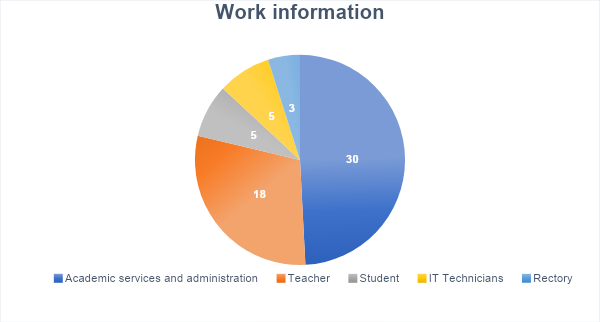 Work information
3
5
5
30
18
Academic services and administration Teacher Student IT Technicians Rectory